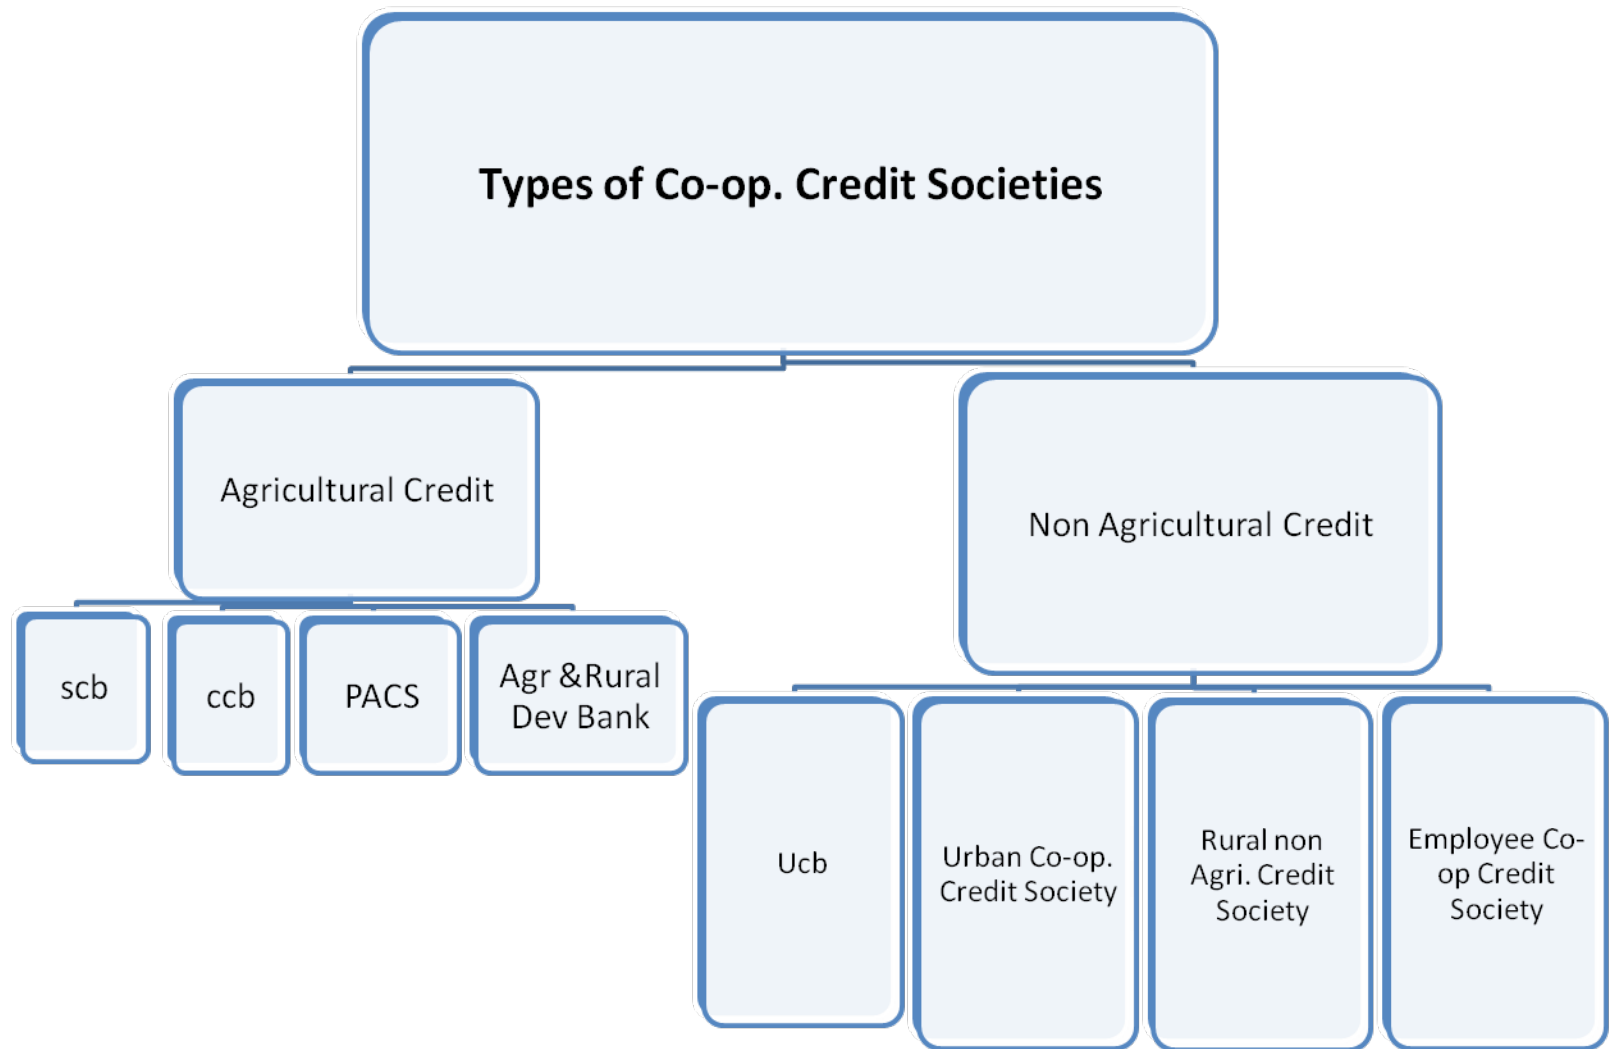 Types of Co-op. Credit Societies
Agricultural Credit
Non Agricultural Credit
scb
ccb
PACS
Agr &Rural
Dev Bank
Ucb
Urban Co-op.
Credit Society
Rural non
Agri. Credit
Society
Employee Co-
op Credit
Society